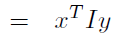 = x^T I y